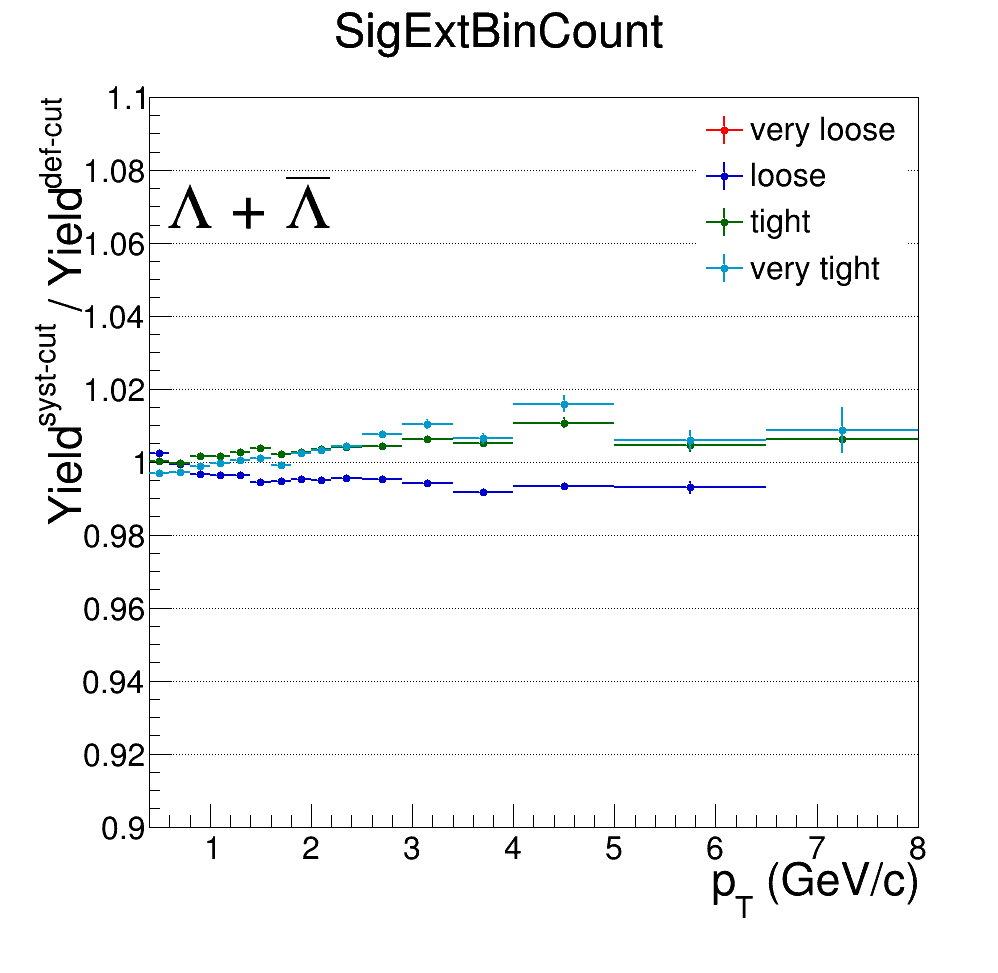 SigExtBinCount
Yield^syst-cut / Yield^def-cut
1.1
1.08
1.06
1.04
1.02
1
0.98
0.96
0.94
0.92
0.9
Λ + Λ̅
very loose
loose
tight
very tight
1 2 3 4 5 6 7 8
p_T (GeV/c)